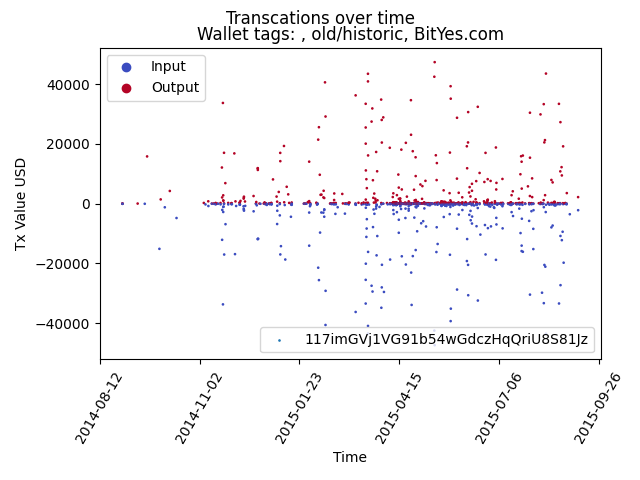 Transcations over time
Wallet tags: , old/historic, BitYes.com
Input
Output
40000
20000
0
−20000
−40000
Tx Value USD
117imGVj1VG91b54wGdczHqQriU8S81Jz
2014-08-12
2014-11-02
2015-01-23
2015-04-15
2015-07-06
2015-09-26
Time